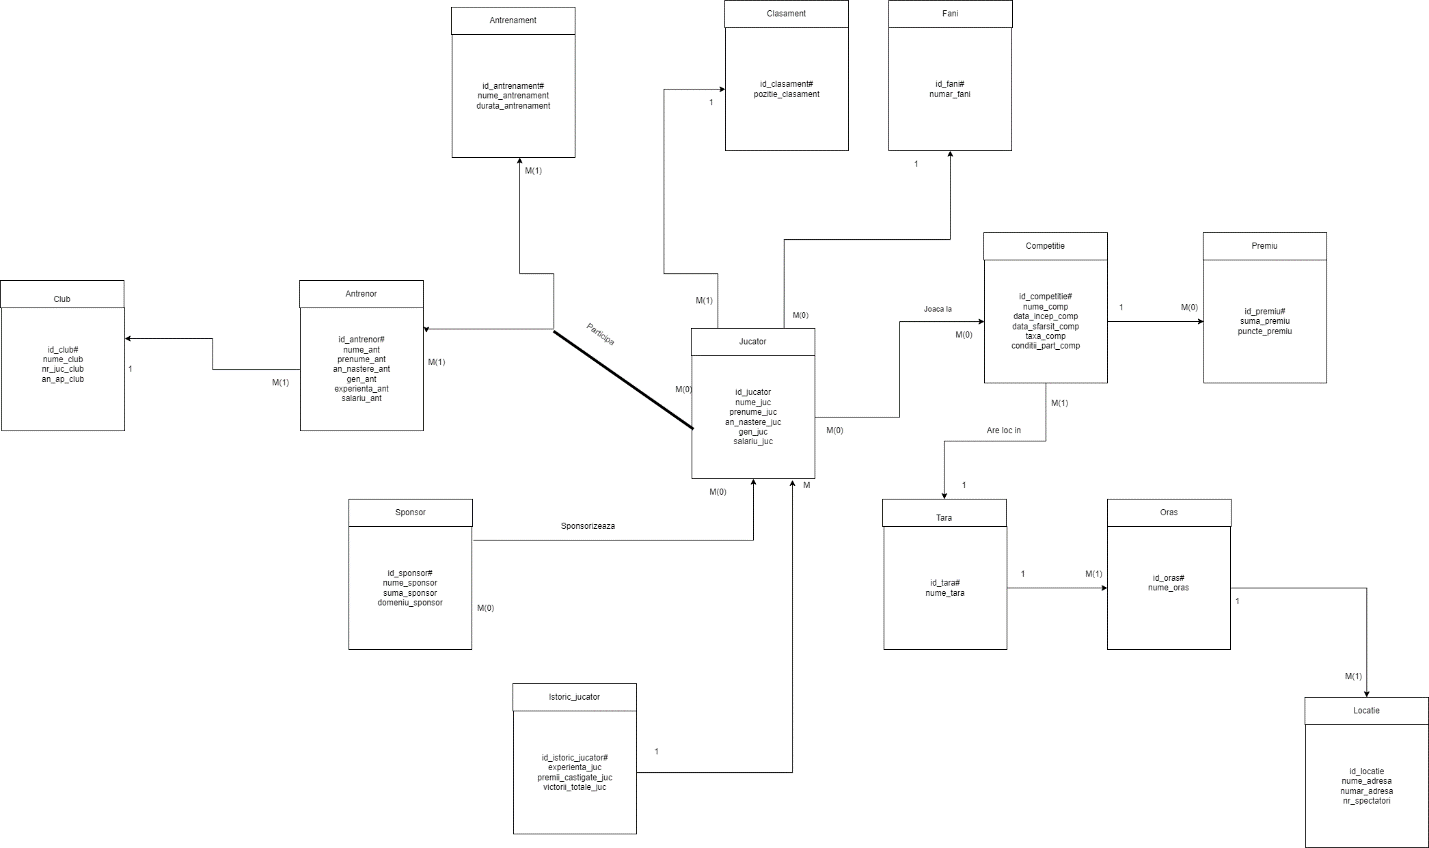 Antrenament
id_antrenament#
nume_antrenament
durata_antrenament
M(1)
Clasament
id_clasament#
pozitie_clasament
1
Fani
id_fani#
numar_fani
1
Club
id_club#
nume_club
nr_juc_club
an_ap_club
1
M(1)
Antrenor
id_antrenor#
nume_ant
prenume_ant
an_nastere_ant
gen_ant
experienta_ant
salariu_ant
M(1)
Participa
M(0)
M(1)
M(0)
Jucator
id_jucator
nume_juc
prenume_juc
an_nastere_juc
gen_juc
salariu_juc
M(0)
Joaca la
M(0)
Competitie
id_competitie#
nume_comp
data_incep_comp
data_sfarsit_comp
taxa_comp
conditii_part_comp
1
M(0)
Premiu
id_premiu#
suma_premiu
puncte_premiu
M(1)
Are loc in
1
M(0)
M
Sponsor
id_sponsor#
nume_sponsor
suma_sponsor
domeniu_sponsor
Sponsorizeaza
M(0)
Tara
id_tara#
nume_tara
1
M(1)
Oras
id_oras#
nume_oras
1
M(1)
Istoric_jucator
id_istoric_jucator#
experienta_juc
premii_castigate_juc
victorii_totale_juc
1
Locatie
id_locatie
nume_adresa
numar_adresa
nr_spectatori